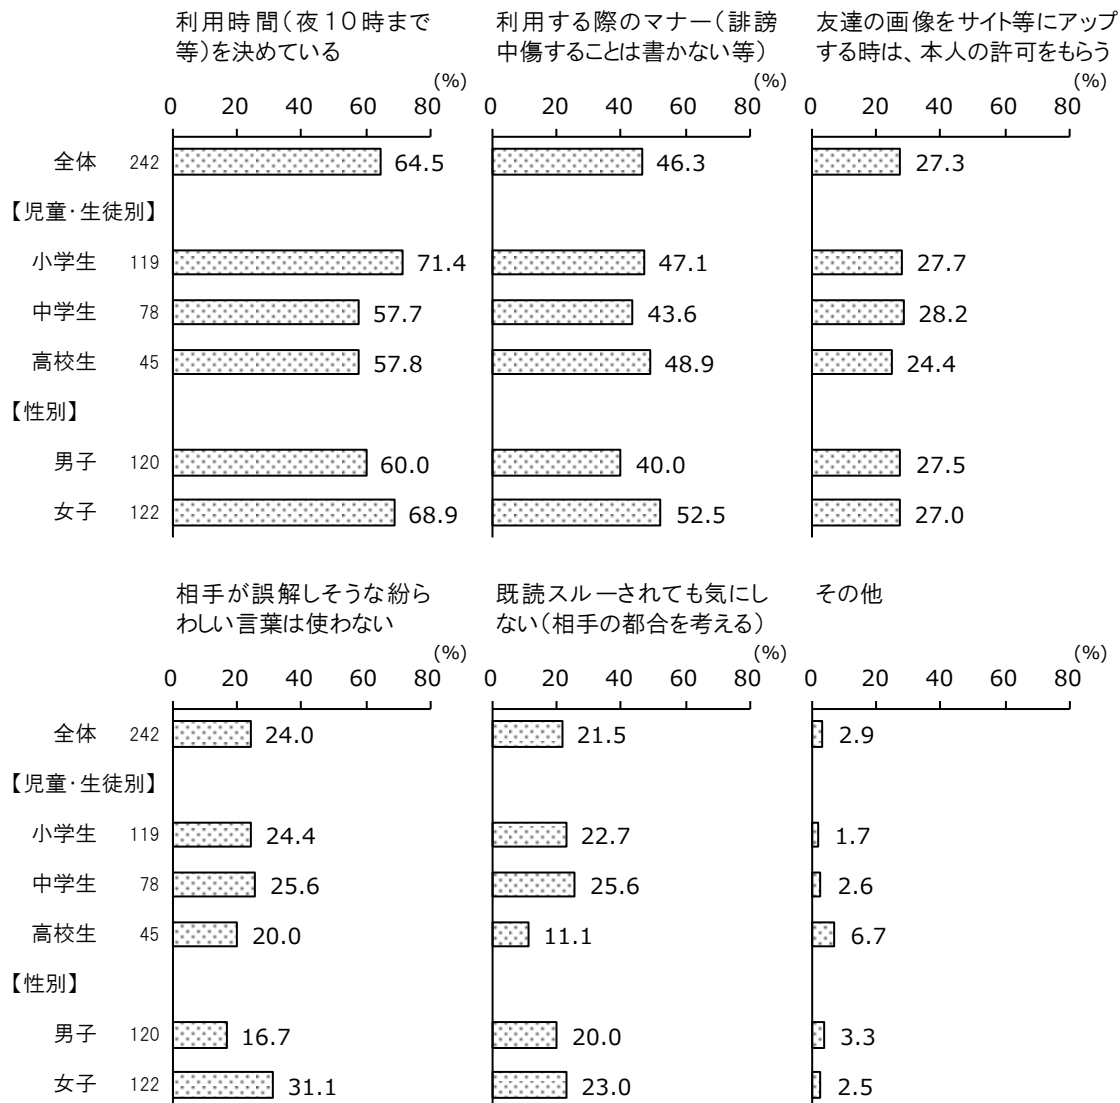 利用時間(夜10時まで
等)を決めている
利用する際のマナー(誹謗
中傷することは書かない等)
友達の画像をサイト等にアップ
する時は、本人の許可をもらう
(%) (%) (%)
0 20 40 60 80 0 20 40 60 80 0 20 40 60 80
全体 242 64.5 46.3 27.3
【児童・生徒別】
小学生 119 71.4 47.1 27.7
中学生 78 57.7 43.6 28.2
高校生 45 57.8 48.9 24.4
【性別】
男子 120 60.0 40.0 27.5
女子 122 68.9 52.5 27.0
相手が誤解しそうな紛ら
わしい言葉は使わない
既読スルーされても気にし
ない(相手の都合を考える)
その他
(%) (%) (%)
0 20 40 60 80 0 20 40 60 80 0 20 40 60 80
全体 242 24.0 21.5 2.9
【児童・生徒別】
小学生 119 24.4 22.7 1.7
中学生 78 25.6 25.6 2.6
高校生 45 20.0 11.1 6.7
【性別】
男子 120 16.7 20.0 3.3
女子 122 31.1 23.0 2.5